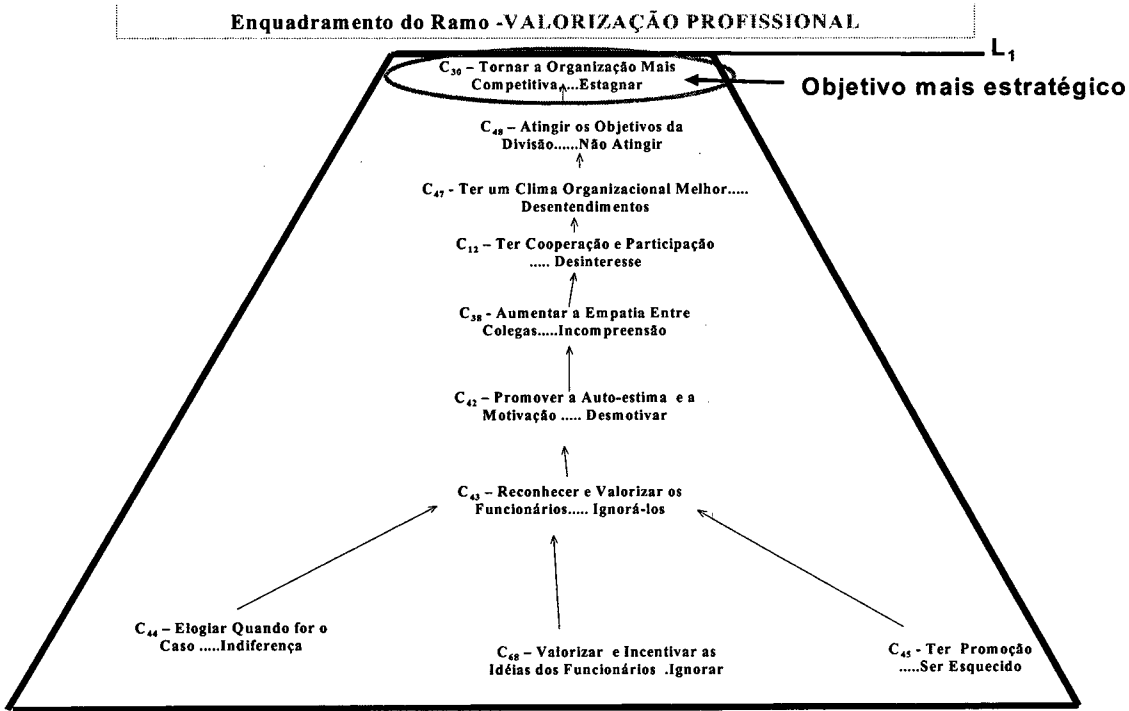 Enquadramento do Ramo -VALORIZAÇÃO PROFISSIONAL
L₁
C₃₀ – Tornar a Organização Mais
Competitiva....Estagnar
Objetivo mais estratégico
C₄₈ – Atingir os Objetivos da
Divisão......Não Atingir
C₄₇ - Ter um Clima Organizacional Melhor.....
Desentendimentos
C₁₂ – Ter Cooperação e Participação
..... Desinteresse
C₃₈ - Aumentar a Empatia Entre
Colegas.....Incompreensão
C₄₂ – Promover a Auto-estima e a
Motivação ..... Desmotivar
C₄₃ – Reconhecer e Valorizar os
Funcionários..... Ignorá-los
C₄₄ – Elogiar Quando for o
Caso .....Indiferença
C₆₈ – Valorizar e Incentivar as
Idéias dos Funcionários .Ignorar
C₄₅ - Ter Promoção
.....Ser Esquecido